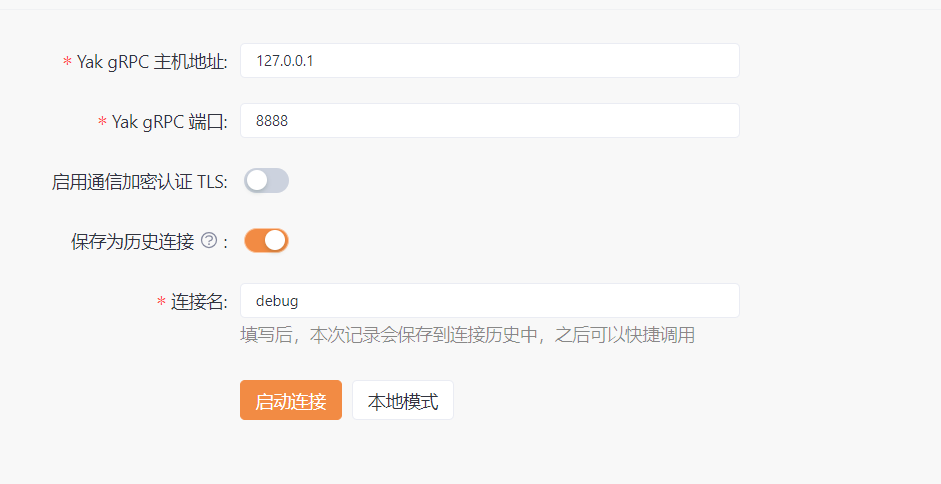 * Yak gRPC 主机地址: 127.0.0.1
* Yak gRPC 端口: 8888
启用通信加密认证 TLS:
保存为历史连接 ? :
* 连接名: debug
填写后，本次记录会保存到连接历史中，之后可以快捷调用
启动连接 本地模式